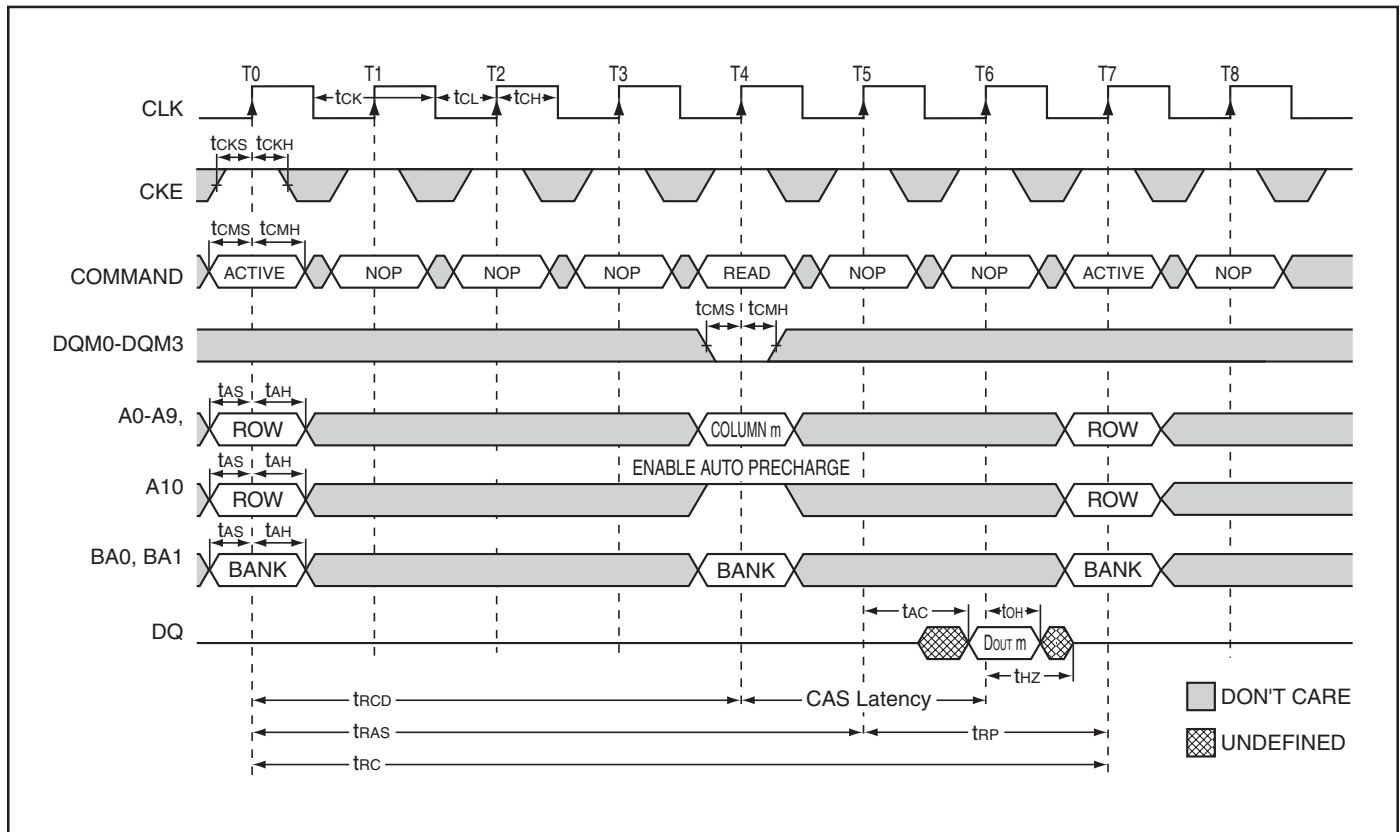 T0 T1 T2 T3 T4 T5 T6 T7 T8
CLK tCK tCL tCH
tCKS tCKH
CKE
tCMS tCMH
COMMAND ACTIVE NOP NOP NOP READ NOP NOP ACTIVE NOP
tCMS tCMH
DQM0-DQM3
tAS tAH
A0-A9, ROW COLUMN m ROW
tAS tAH ENABLE AUTO PRECHARGE
A10 ROW ROW
tAS tAH
BA0, BA1 BANK BANK BANK
tAC tOH
DQ DOUT m
tHZ
tRCD CAS Latency DON'T CARE
tRAS tRP UNDEFINED
tRC